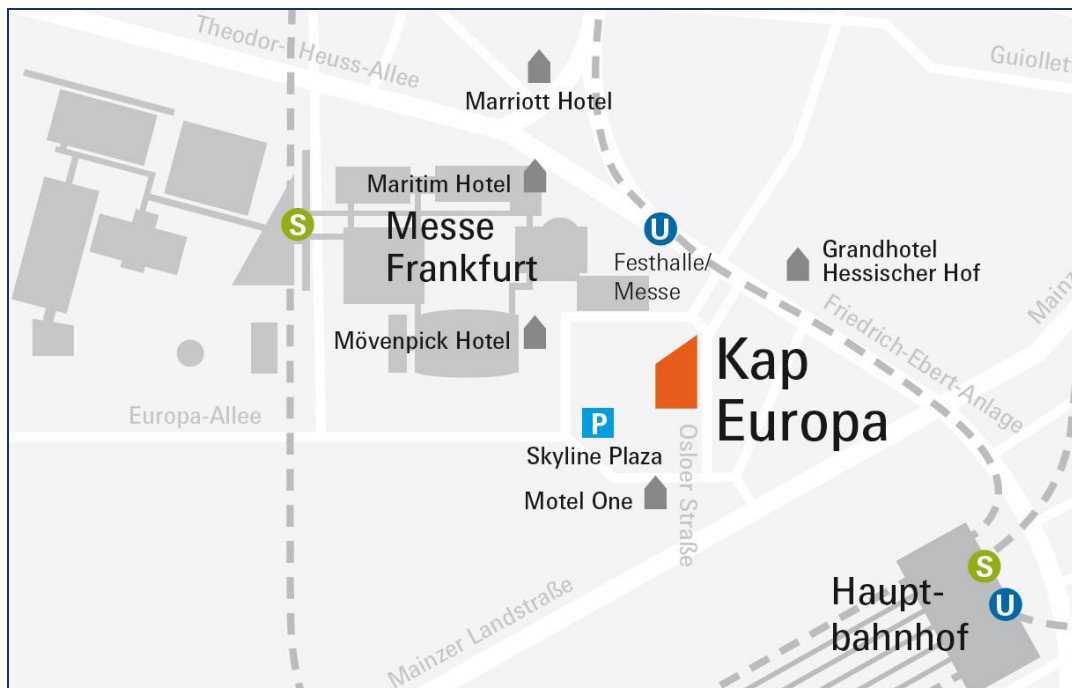 Theodor-Heuss-Allee
Guiollett
Marriott Hotel
Maritim Hotel
S
Messe
Frankfurt
U
Festhalle/
Messe
Grandhotel
Hessischer Hof
Mainz
Friedrich-Ebert-Anlage
Mövenpick Hotel
Kap
Europa
Europa-Allee
P
Skyline Plaza
Osloer Straße
Motel One
Mainzer Landstraße
S
U
Haupt-
bahnhof